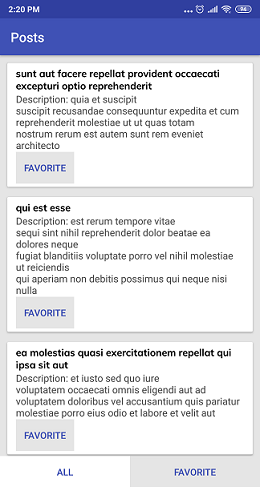 2:20 PM
94
Posts
sunt aut facere repellat provident occaecati
excepturi optio reprehenderit
Description: quia et suscipit
suscipit recusandae consequuntur expedita et cum
reprehenderit molestiae ut ut quas totam
nostrum rerum est autem sunt rem eveniet
architecto
FAVORITE
qui est esse
Description: est rerum tempore vitae
sequi sint nihil reprehenderit dolor beatae ea
dolores neque
fugiat blanditiis voluptate porro vel nihil molestiae
ut reiciendis
qui aperiam non debitis possimus qui neque nisi
nulla
FAVORITE
ea molestias quasi exercitationem repellat qui
ipsa sit aut
Description: et iusto sed quo iure
voluptatem occaecati omnis eligendi aut ad
voluptatem doloribus vel accusantium quis pariatur
molestiae porro eius odio et labore et velit aut
FAVORITE
ALL FAVORITE